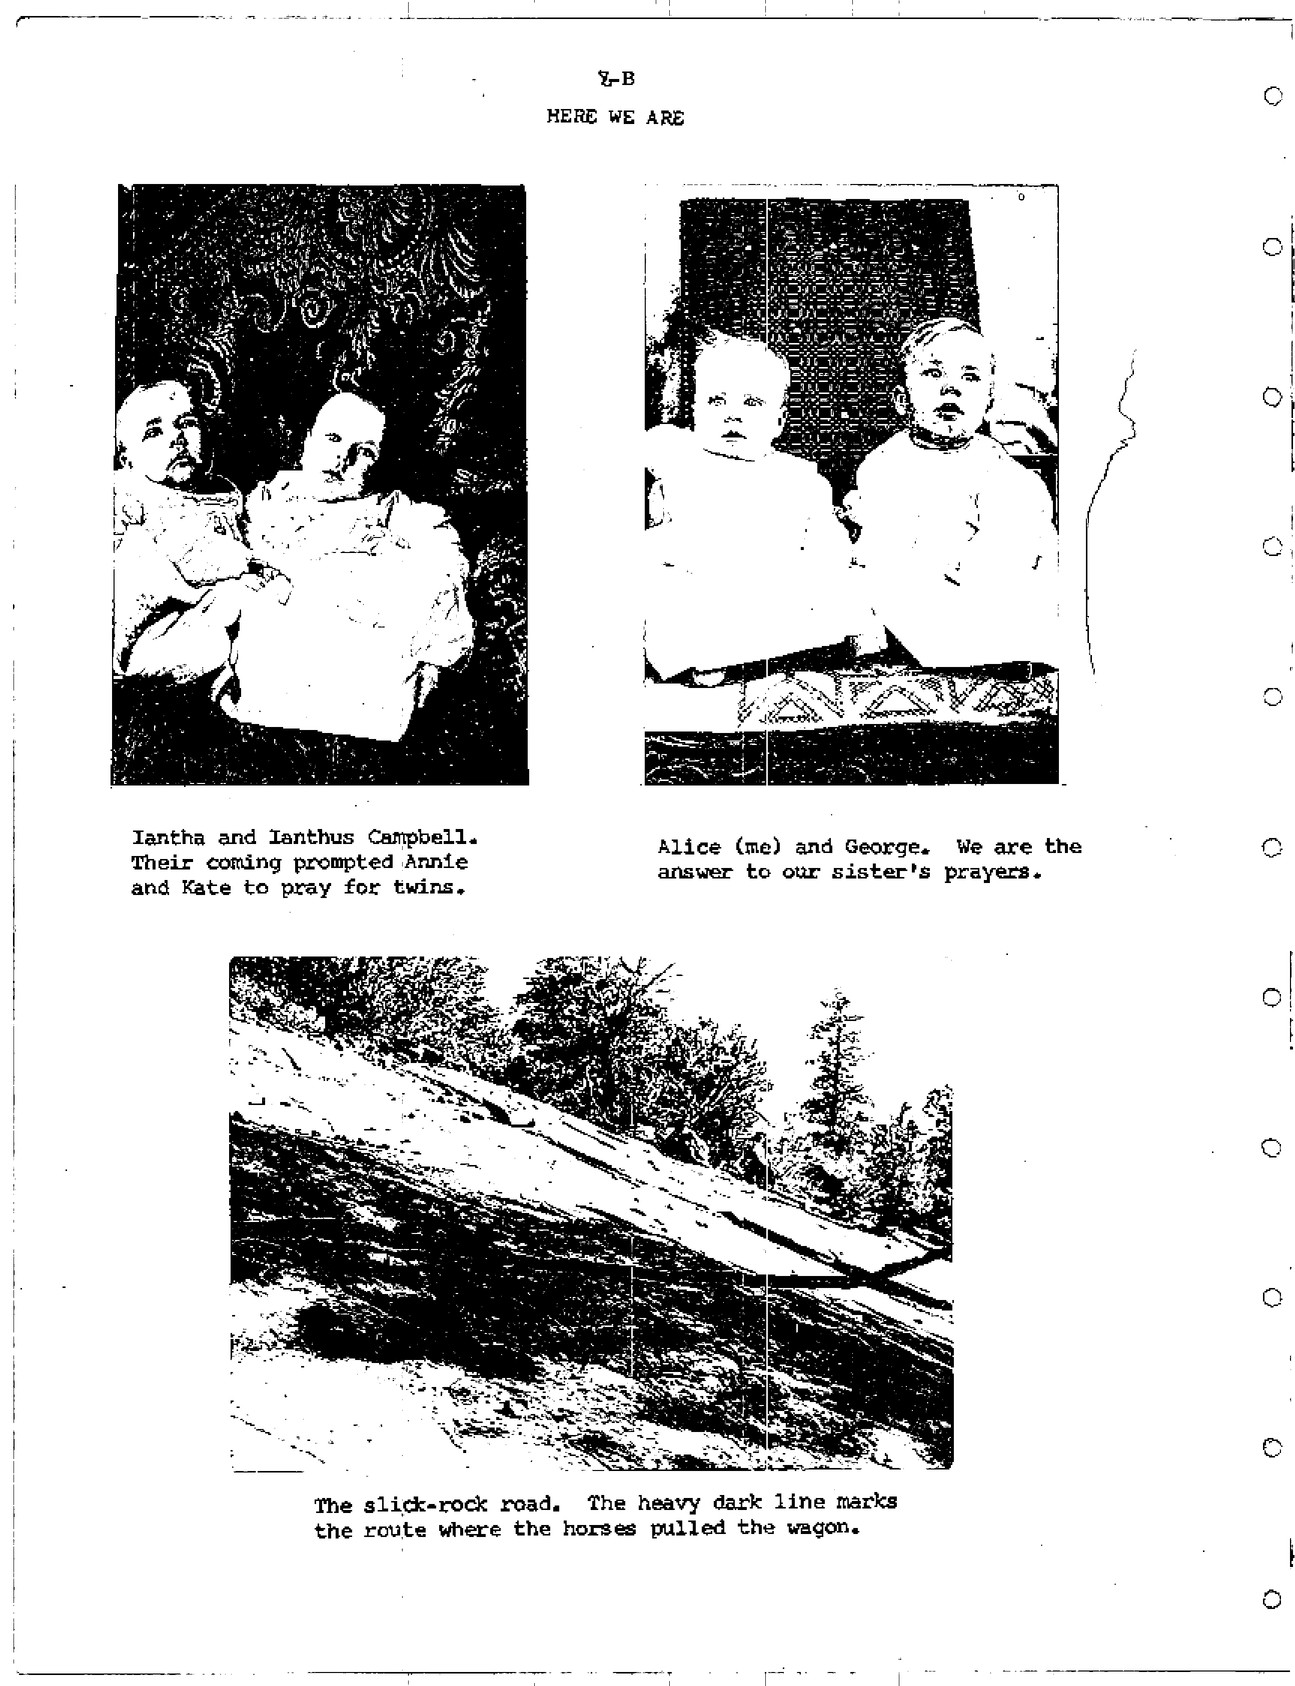 HERE WE ARE
Iantha and Ianthus Campbell.
Their coming prompted Annie
and Kate to pray for twins.
Alice (me) and George.  We are the
answer to our sister's prayers.
The slick-rock road.  The heavy dark line marks
the route where the horses pulled the wagon.